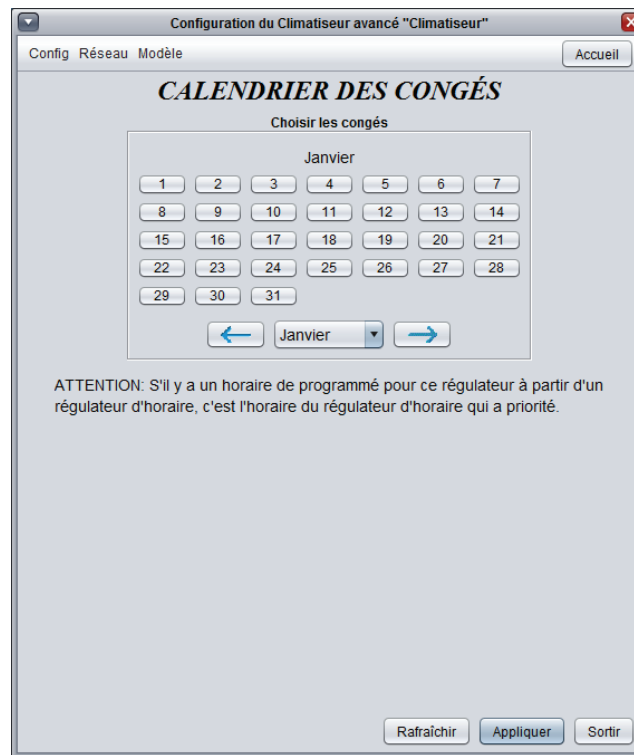 Configuration du Climatiseur avancé "Climatiseur"
Config Réseau Modèle Accueil
CALENDRIER DES CONGÉS
Choisir les congés
Janvier
1 2 3 4 5 6 7
8 9 10 11 12 13 14
15 16 17 18 19 20 21
22 23 24 25 26 27 28
29 30 31
Janvier
ATTENTION: S'il y a un horaire de programmé pour ce régulateur à partir d'un
régulateur d'horaire, c'est l'horaire du régulateur d'horaire qui a priorité.
Rafraîchir Appliquer Sortir